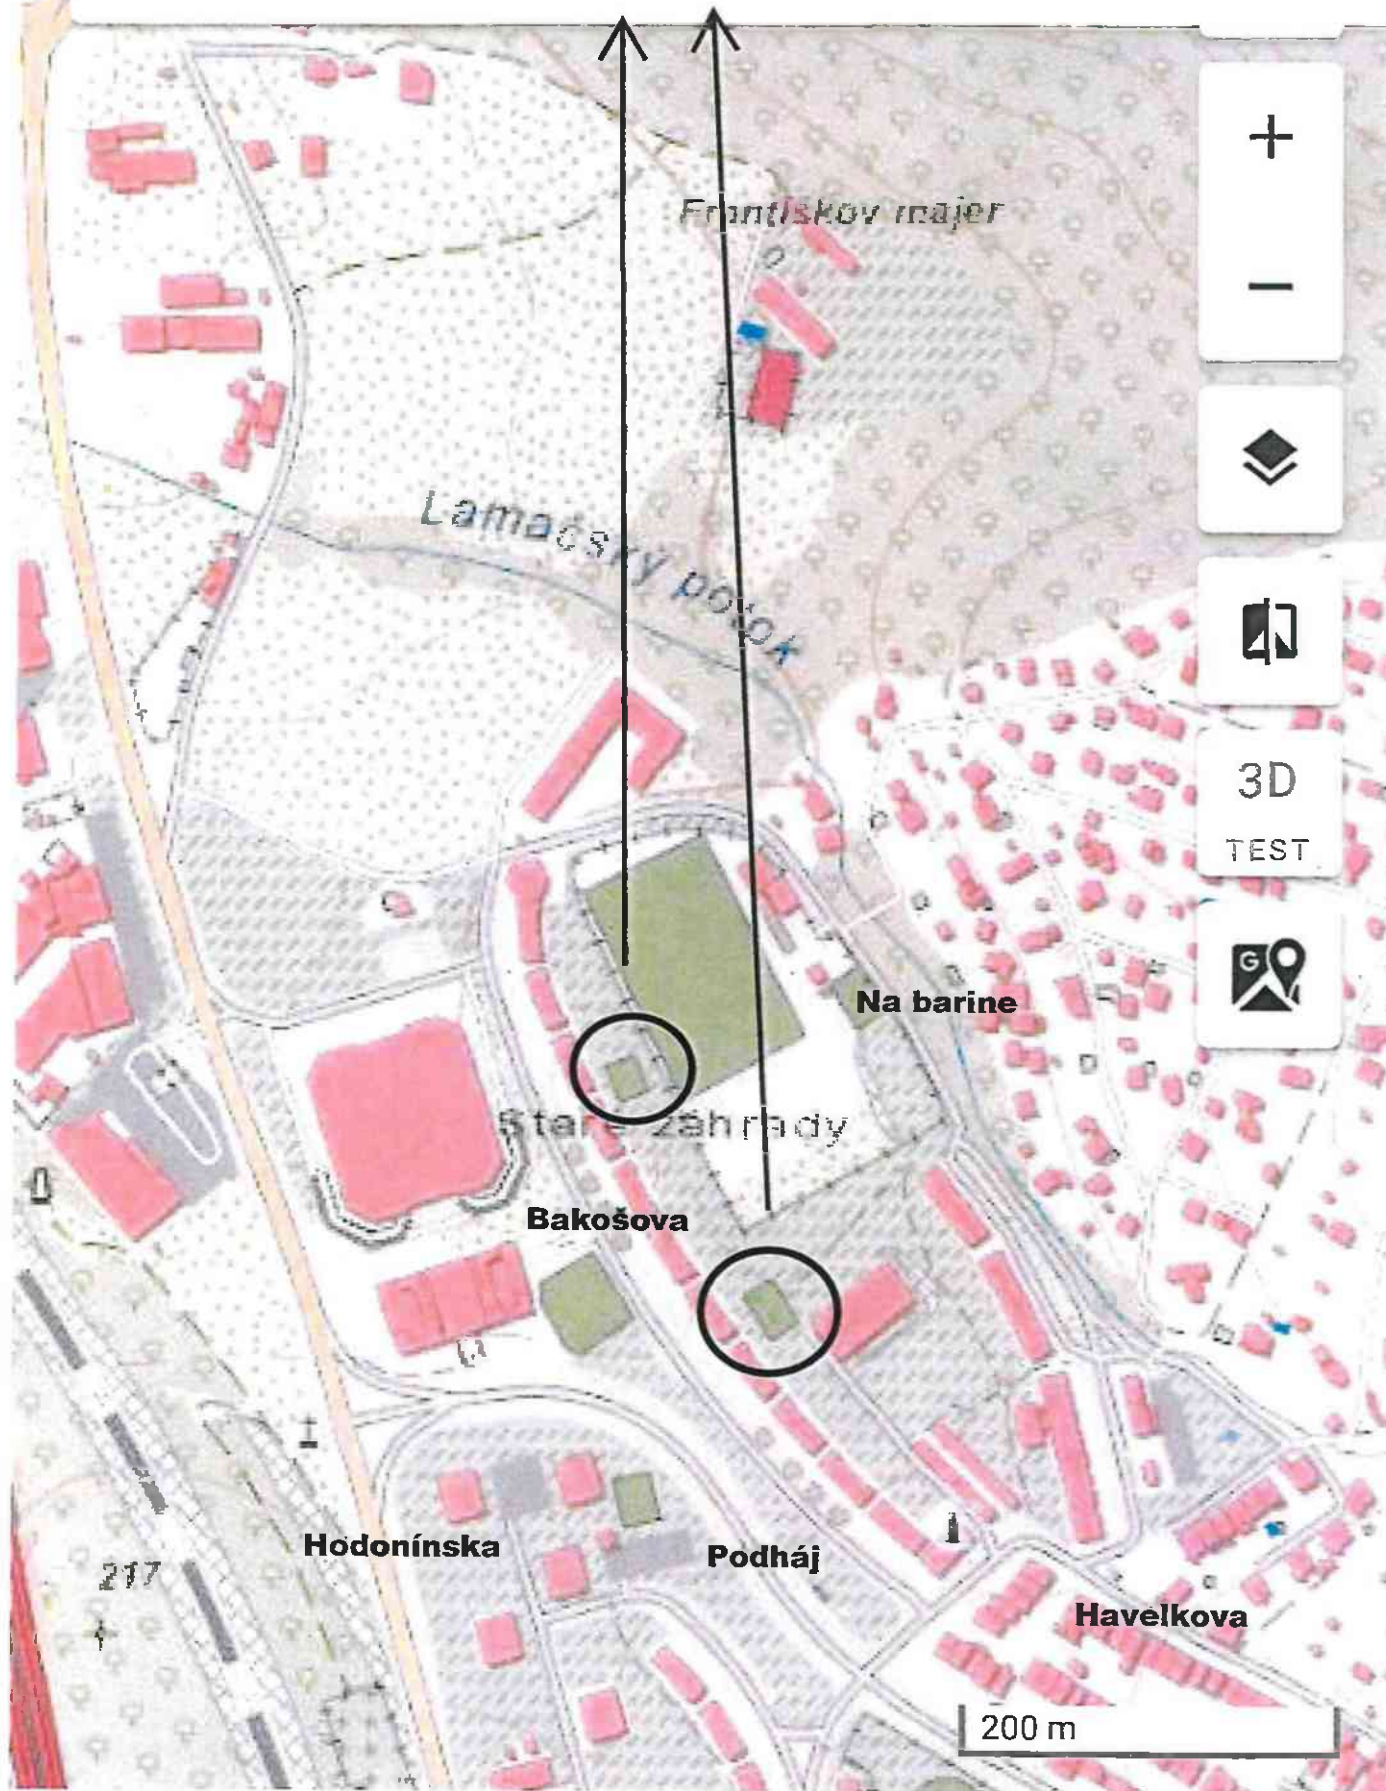 +
Františkov majer
−
Lamačský potok
3D
TEST
G
Na barine
Staré záhrady
Bakošova
Hodonínska
Podháj
217
Havelkova
200 m